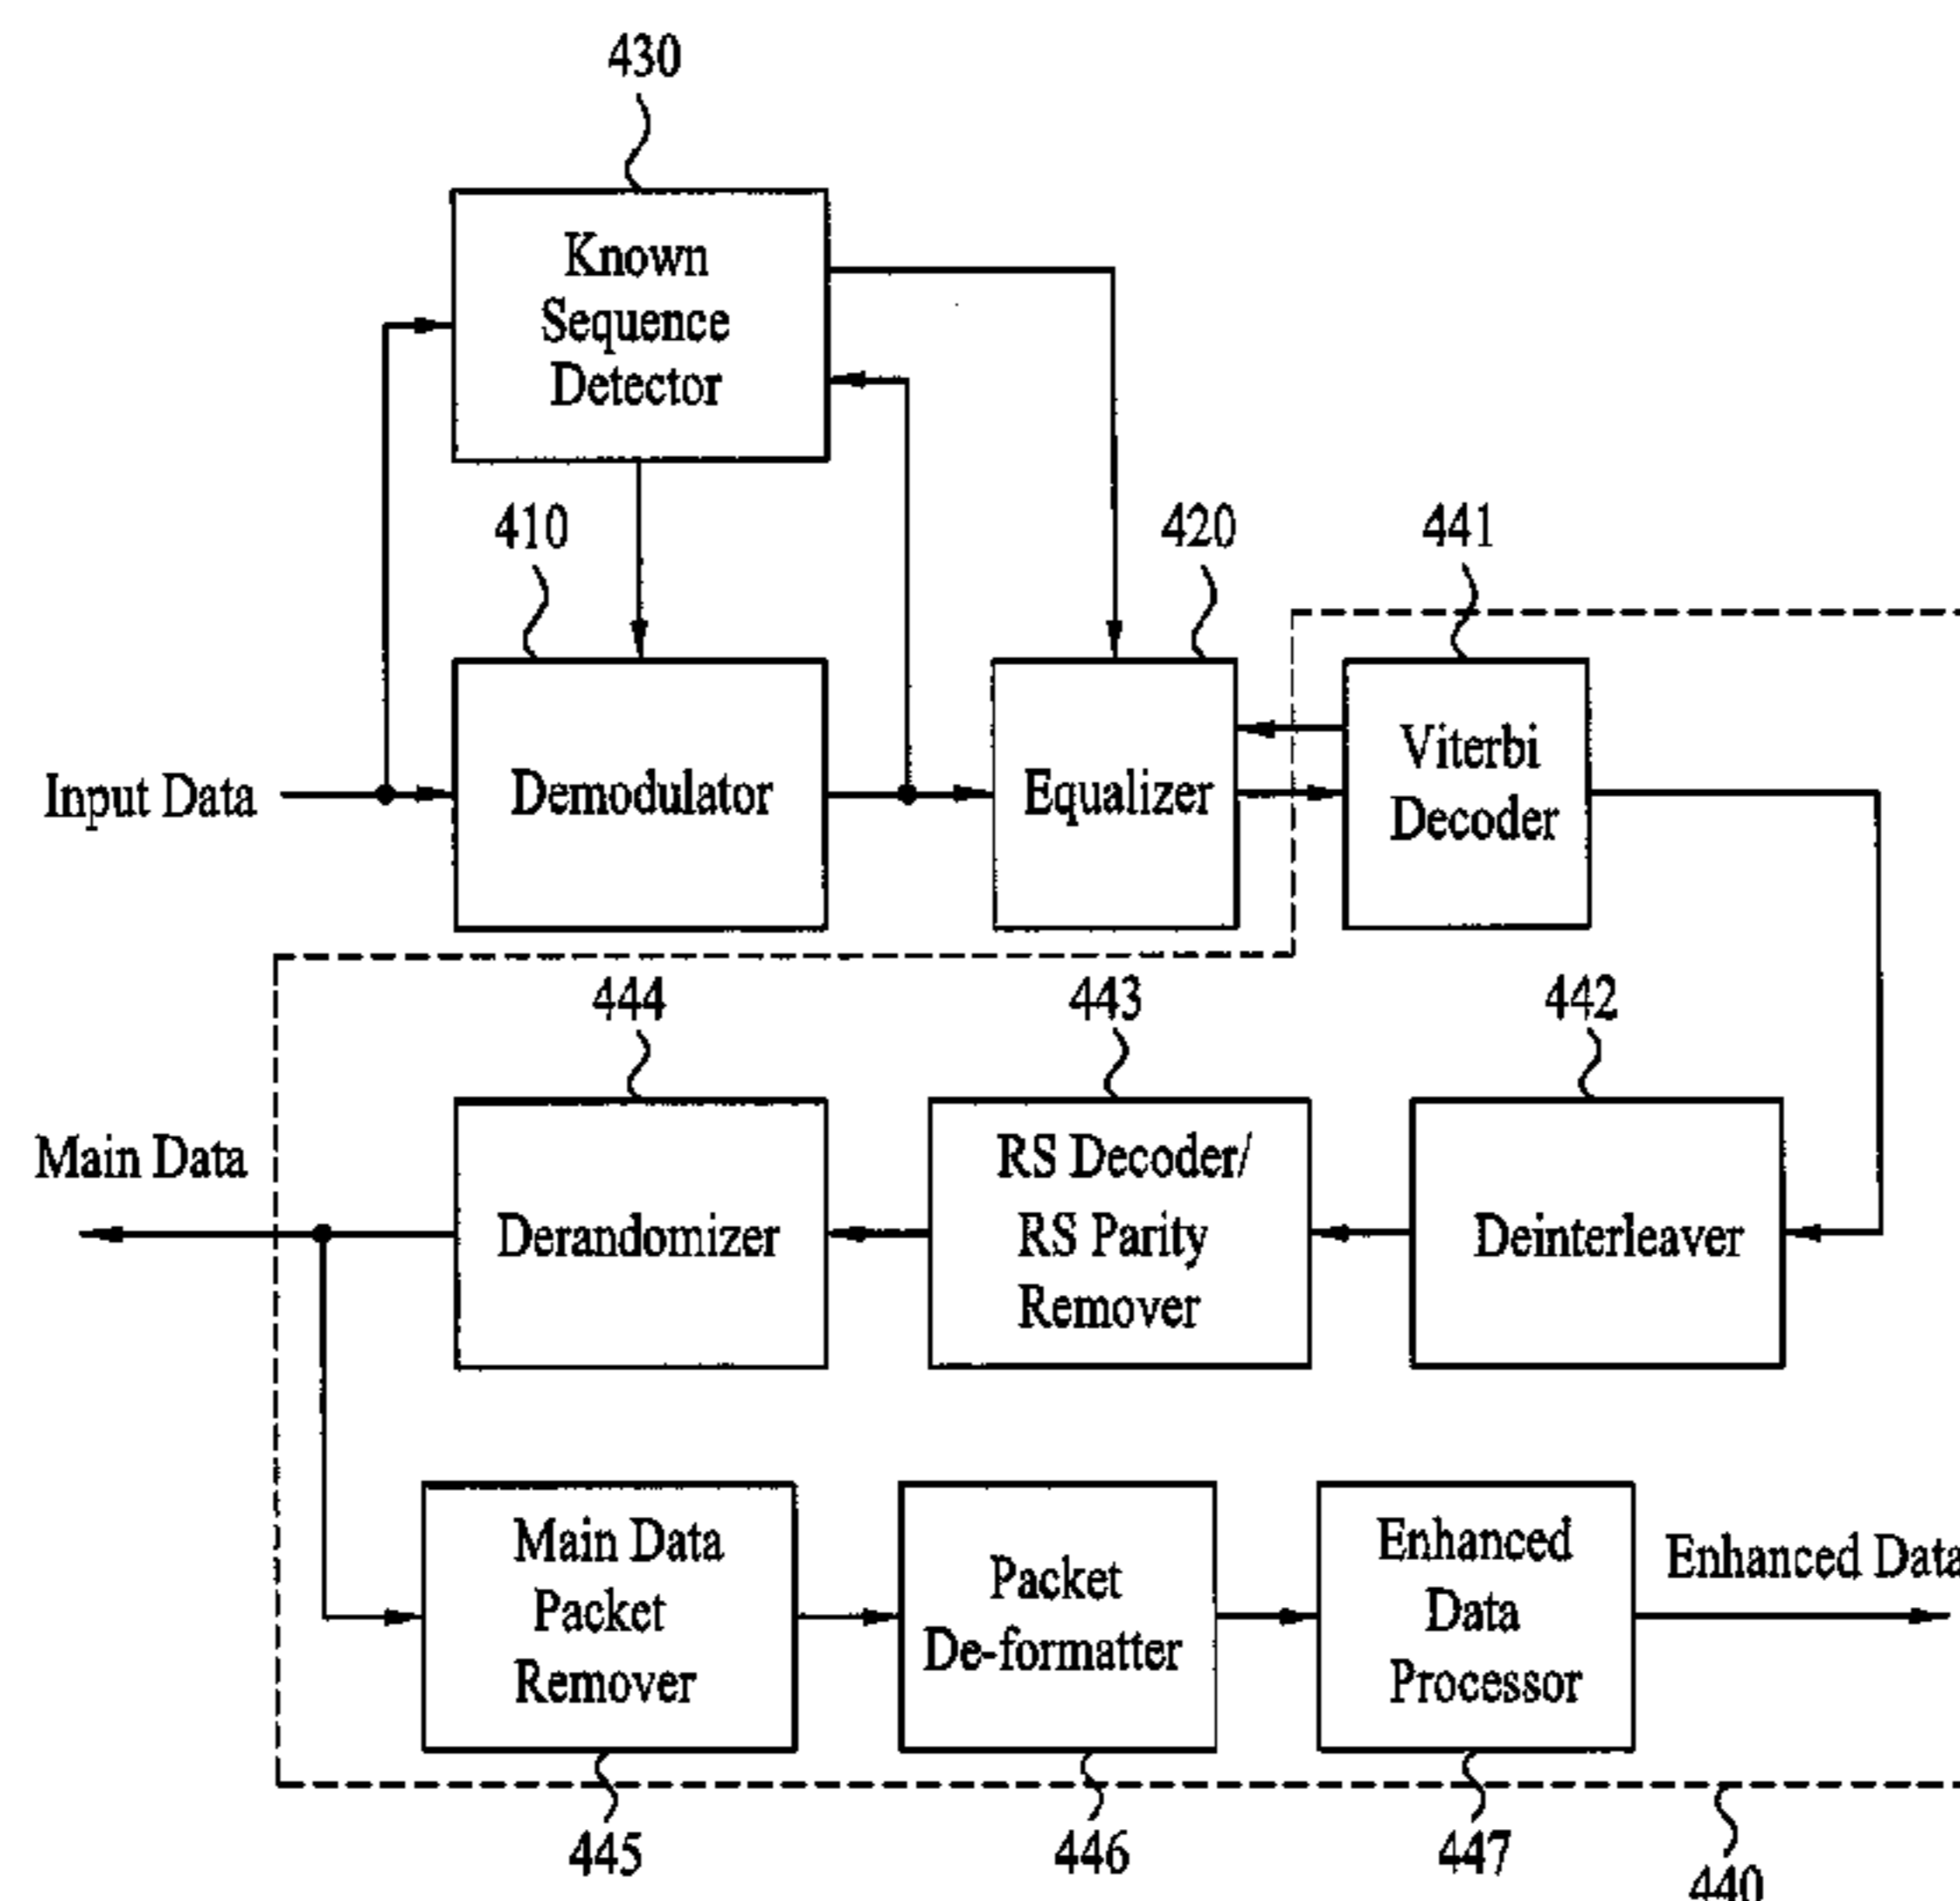 430
Known
Sequence
Detector
410
420
441
Input Data
Demodulator
Equalizer
Viterbi
Decoder
444
443
442
Main Data
Derandomizer
RS Decoder/
RS Parity
Remover
Deinterleaver
Main Data
Packet
Remover
Packet
De-formatter
Enhanced
Data
Processor
Enhanced Data
445
446
447
440